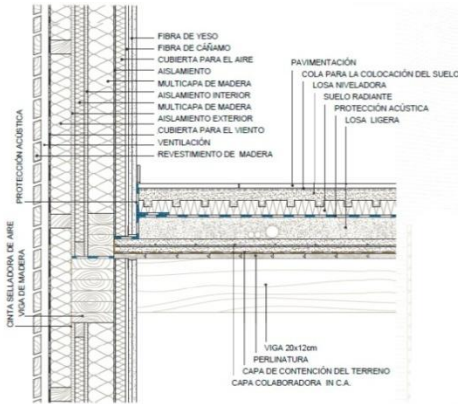 FIBRA DE YESO
FIBRA DE CÁÑAMO
CUBIERTA PARA EL AIRE
AISLAMIENTO
MULTICAPA DE MADERA
AISLAMIENTO INTERIOR
MULTICAPA DE MADERA
AISLAMIENTO EXTERIOR
CUBIERTA PARA EL VIENTO
VENTILACIÓN
REVESTIMIENTO DE MADERA
PAVIMENTACIÓN
COLA PARA LA COLOCACIÓN DEL SUELO
LOSA NIVELADORA
SUELO RADIANTE
PROTECCIÓN ACÚSTICA
LOSA LIGERA
PROTECCIÓN ACÚSTICA
CINTA SELLADORA DE AIRE
VIGA DE MADERA
VIGA 20x12cm
PERLINATURA
CAPA DE CONTENCIÓN DEL TERRENO
CAPA COLABORADORA IN C.A.